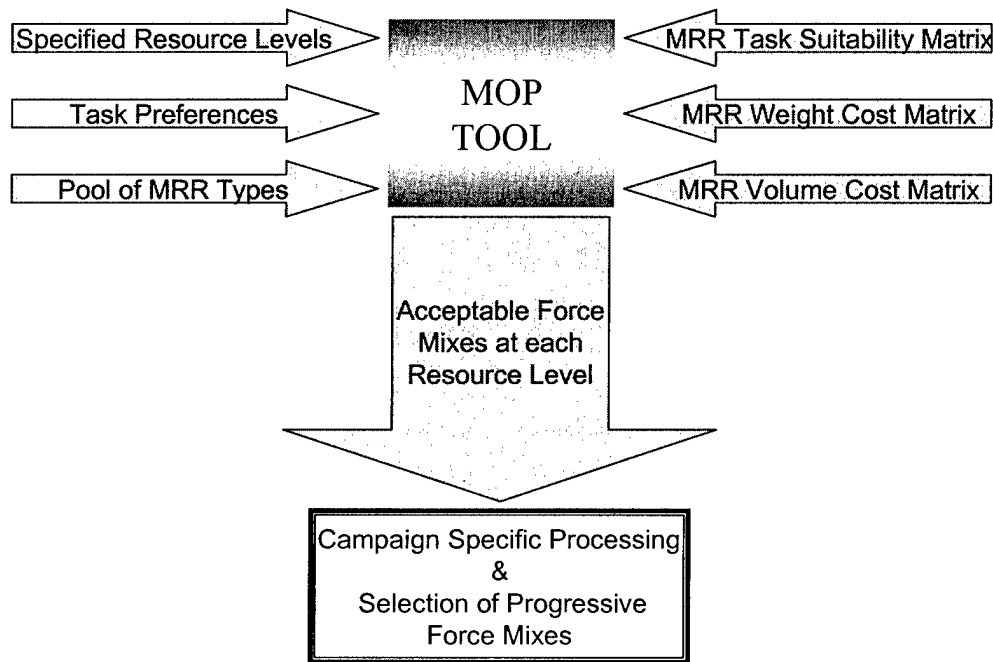 Specified Resource Levels
Task Preferences
Pool of MRR Types
MOP
TOOL
MRR Task Suitability Matrix
MRR Weight Cost Matrix
MRR Volume Cost Matrix
Acceptable Force
Mixes at each
Resource Level
Campaign Specific Processing
&
Selection of Progressive
Force Mixes